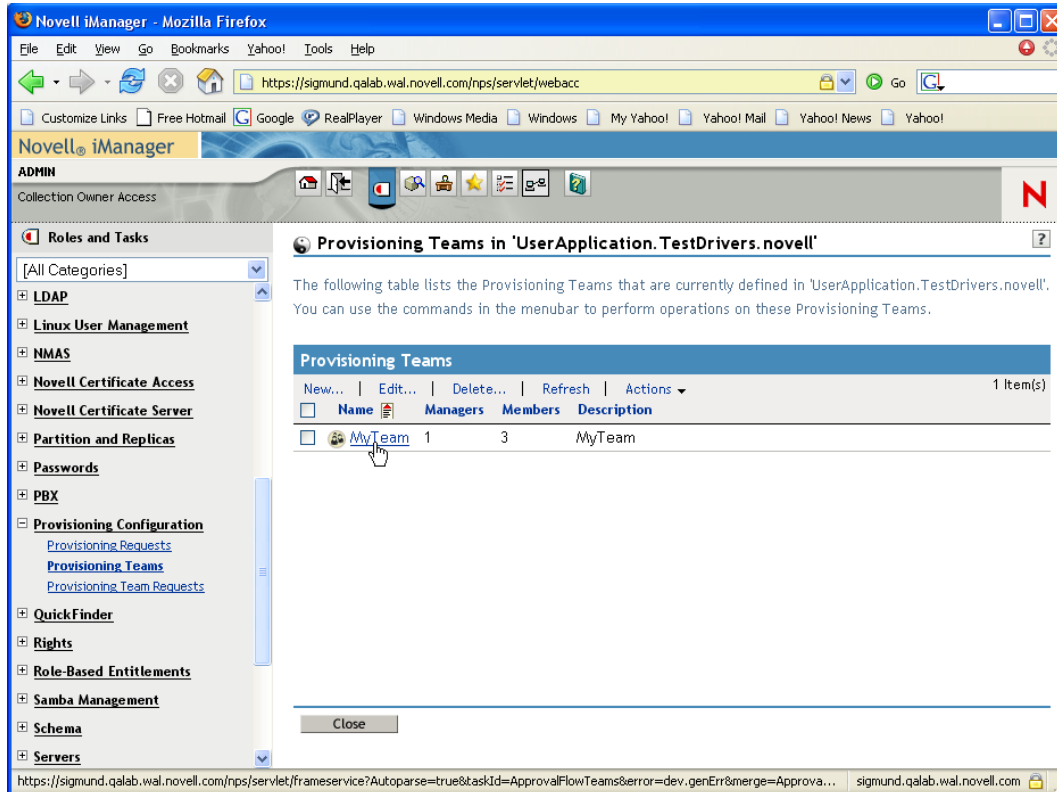 Novell iManager - Mozilla Firefox
File Edit View Go Bookmarks Yahoo! Tools Help
https://sigmund.qalab.wal.novell.com/nps/servlet/webacc Go G
Customize Links Free Hotmail Google RealPlayer Windows Media Windows My Yahoo! Yahoo! Mail Yahoo! News Yahoo!
Novell® iManager
ADMIN
Collection Owner Access
N
Roles and Tasks
[All Categories]
LDAP
Linux User Management
NMAS
Novell Certificate Access
Novell Certificate Server
Partition and Replicas
Passwords
PBX
Provisioning Configuration
Provisioning Requests
Provisioning Teams
Provisioning Team Requests
QuickFinder
Rights
Role-Based Entitlements
Samba Management
Schema
Servers
Provisioning Teams in 'UserApplication.TestDrivers.novell' ?
The following table lists the Provisioning Teams that are currently defined in 'UserApplication.TestDrivers.novell'.
You can use the commands in the menubar to perform operations on these Provisioning Teams.
Provisioning Teams
New... | Edit... | Delete... | Refresh | Actions 1 Item(s)
Name Managers Members Description
MyTeam 1 3 MyTeam
Close
https://sigmund.qalab.wal.novell.com/nps/servlet/frameservice?Autoparse=true&taskId=ApprovalFlowTeams&error=dev.genErr&merge=Approva... sigmund.qalab.wal.novell.com